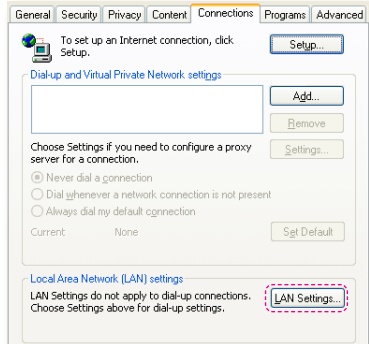 General Security Privacy Content Connections Programs Advanced
To set up an Internet connection, click
Setup.
Setup...
Dial-up and Virtual Private Network settings
Add...
Remove
Choose Settings if you need to configure a proxy
server for a connection.
Settings...
Never dial a connection
Dial whenever a network connection is not present
Always dial my default connection
Current None
Set Default
Local Area Network (LAN) settings
LAN Settings do not apply to dial-up connections.
Choose Settings above for dial-up settings.
LAN Settings...